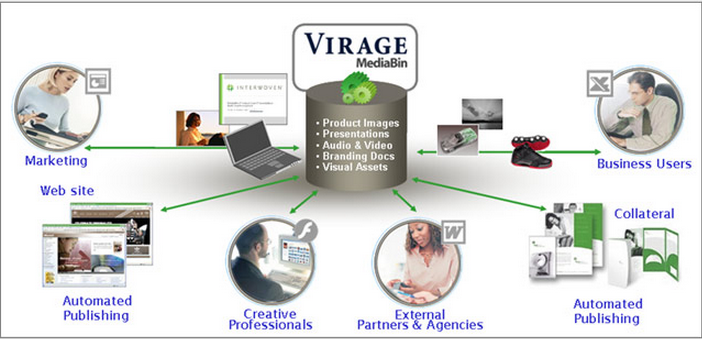 VIRAGE
MediaBin
INTERWOVEN
• Product Images
• Presentations
• Audio & Video
• Branding Docs
• Visual Assets
Marketing
X
Business Users
Web site
Collateral
W
Automated
Publishing
Creative
Professionals
External
Partners & Agencies
Automated
Publishing